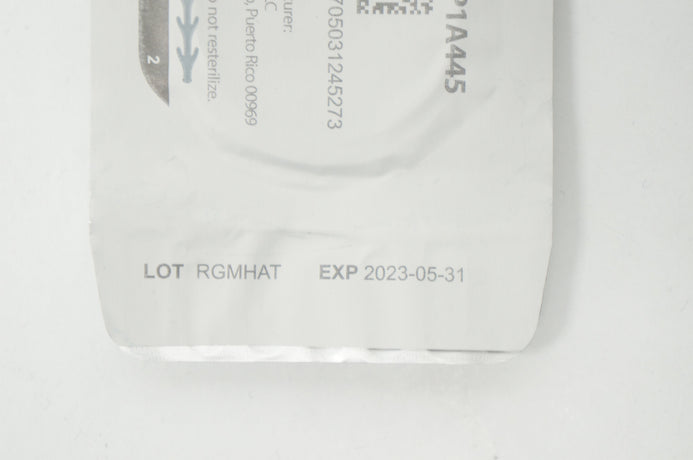 P1A445
705031245273
urer:
C
o, Puerto Rico 00969
o not resterilize.
2
LOT RGMHAT EXP 2023-05-31